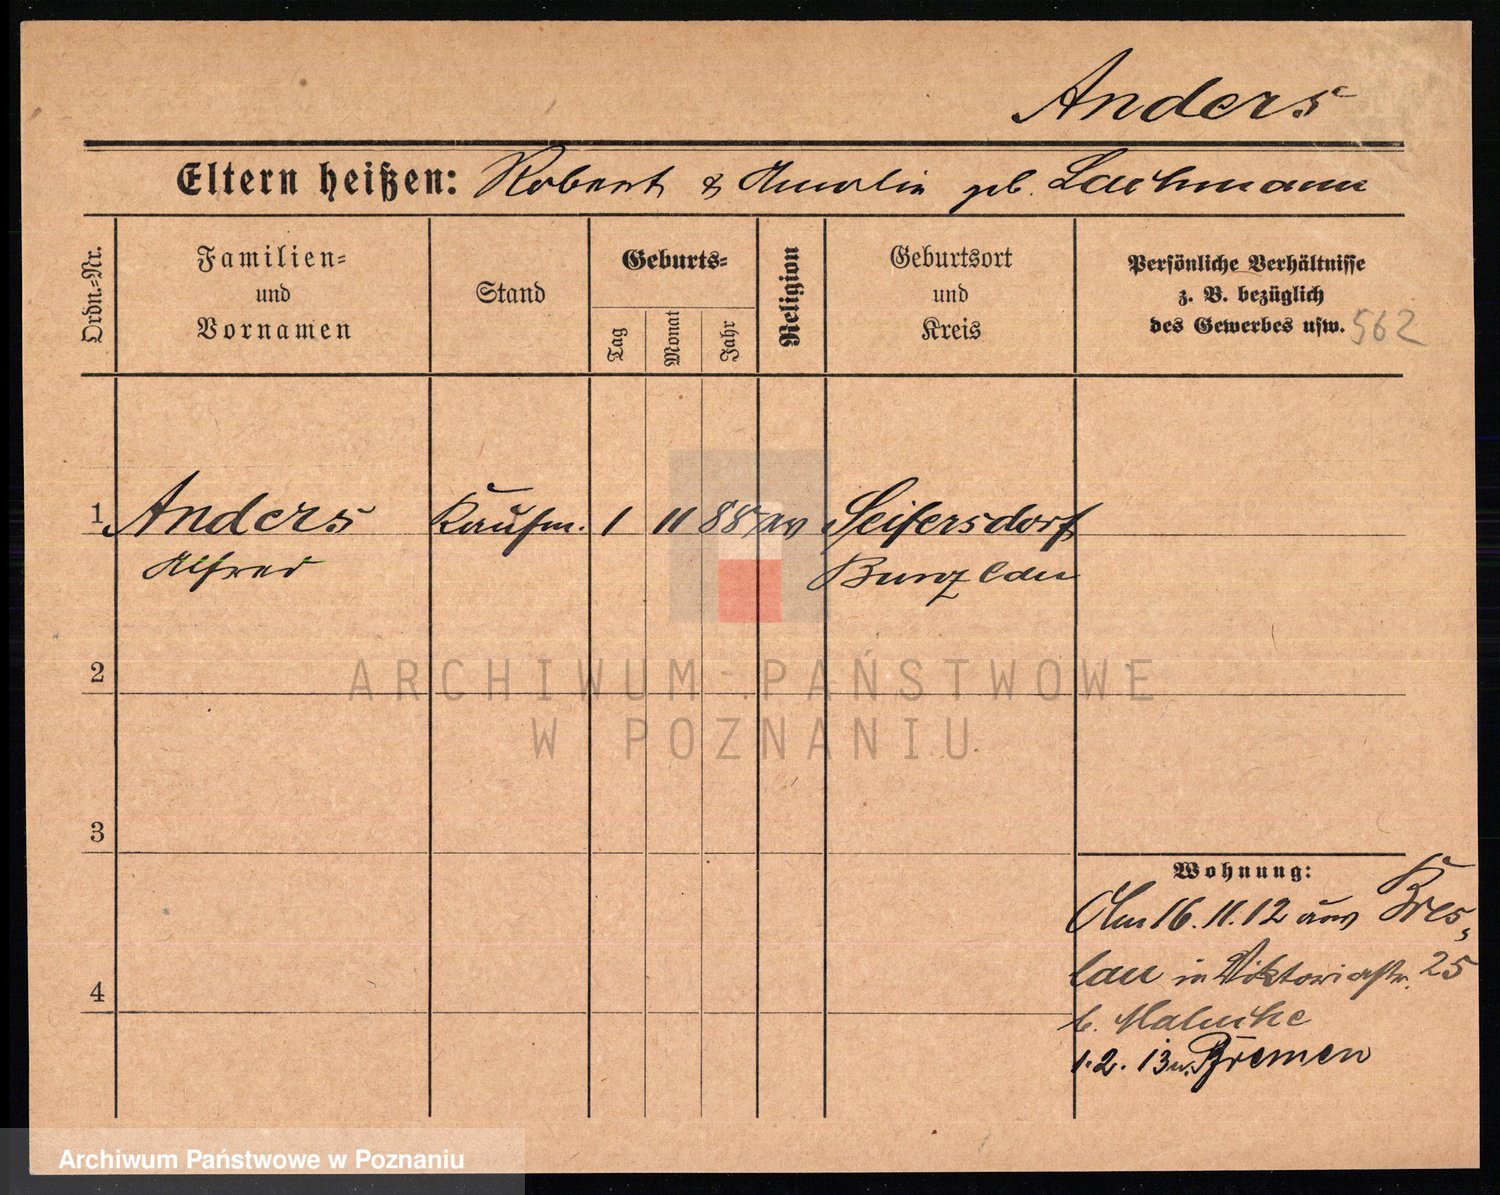 Anders
Eltern heißen: Robert & Amalie geb. Lachmann
Ordn.-Nr.
Familien-
und
Vornamen
Stand
Geburts-
Tag
Monat
Jahr
Religion
Geburtsort
und
Kreis
Persönliche Verhältnisse
z. B. bezüglich
des Gewerbes usw. 562
1 Anders Kaufm. 1 11 88 ev Seifersdorf
Alfred Bunzlau
2
ARCHIWUM PAŃSTWOWE
W POZNANIU
3
Wohnung:
Am 16.11.12 aus Bres-
lau in Viktoriastr. 25
4
b.
1.2.13 n. Bremen
Archiwum Państwowe w Poznaniu